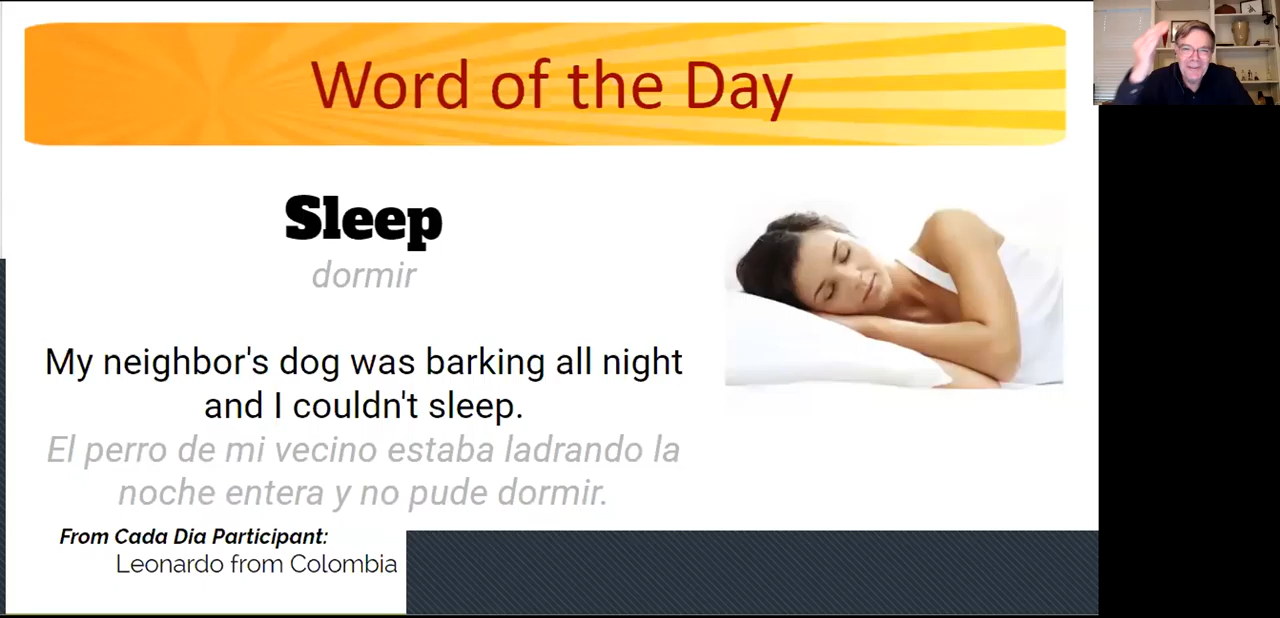 Word of the Day
Sleep
dormir
My neighbor's dog was barking all night
and I couldn't sleep.
El perro de mi vecino estaba ladrando la
noche entera y no pude dormir.
From Cada Dia Participant:
Leonardo from Colombia